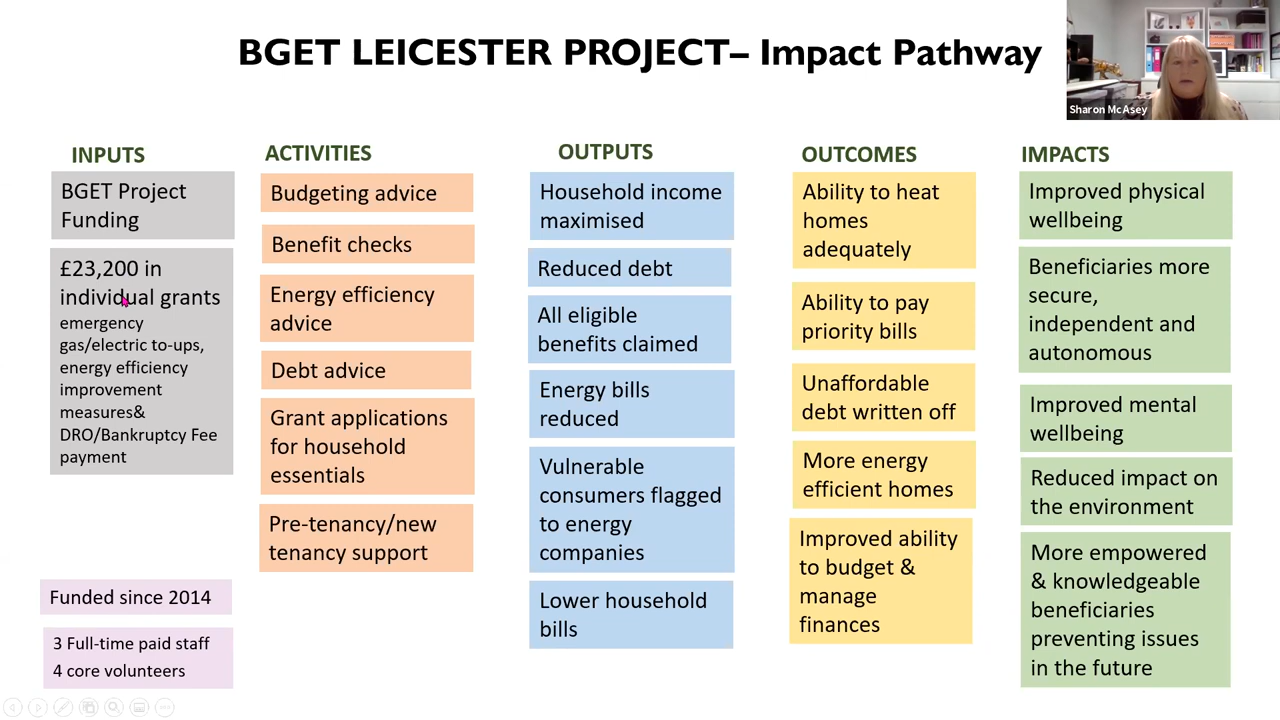 BGET LEICESTER PROJECT– Impact Pathway
Sharon McAsey
INPUTS
BGET Project
Funding
£23,200 in
individual grants
emergency
gas/electric to-ups,
energy efficiency
improvement
measures&
DRO/Bankruptcy Fee
payment
Funded since 2014
3 Full-time paid staff
4 core volunteers
ACTIVITIES
Budgeting advice
Benefit checks
Energy efficiency
advice
Debt advice
Grant applications
for household
essentials
Pre-tenancy/new
tenancy support
OUTPUTS
Household income
maximised
Reduced debt
All eligible
benefits claimed
Energy bills
reduced
Vulnerable
consumers flagged
to energy
companies
Lower household
bills
OUTCOMES
Ability to heat
homes
adequately
Ability to pay
priority bills
Unaffordable
debt written off
More energy
efficient homes
Improved ability
to budget &
manage
finances
IMPACTS
Improved physical
wellbeing
Beneficiaries more
secure,
independent and
autonomous
Improved mental
wellbeing
Reduced impact on
the environment
More empowered
& knowledgeable
beneficiaries
preventing issues
in the future